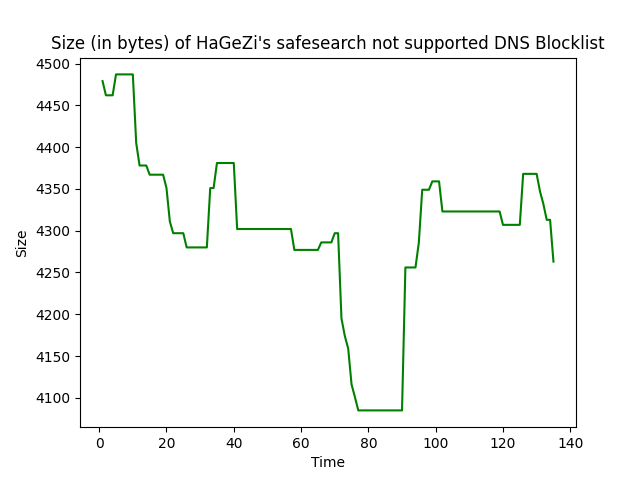 Size (in bytes) of HaGeZi's safesearch not supported DNS Blocklist
4500
4450
4400
4350
4300
4250
4200
4150
4100
Size
0 20 40 60 80 100 120 140
Time